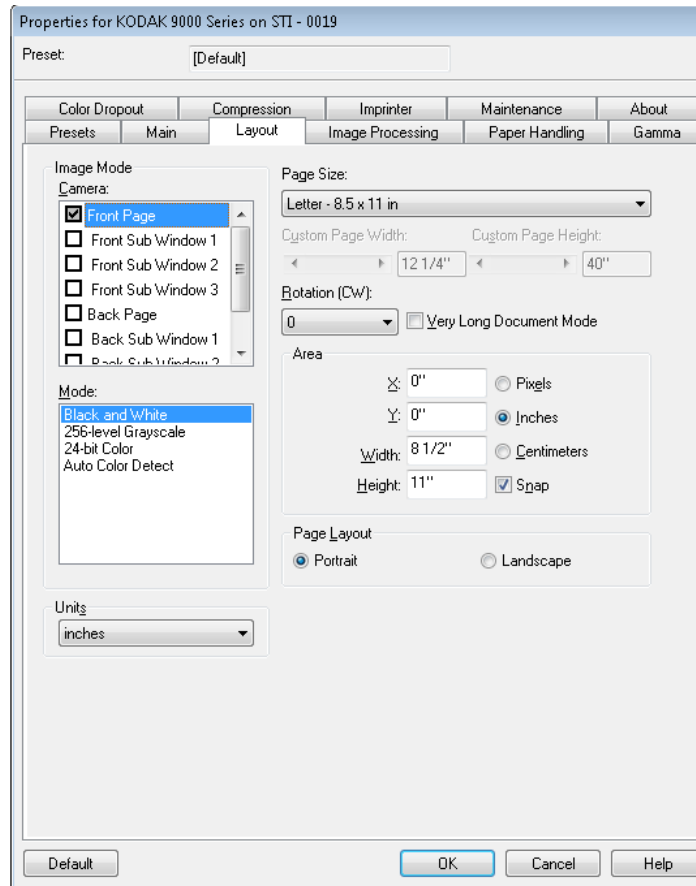 Properties for KODAK 9000 Series on STI - 0019
Preset: [Default]
Color Dropout Compression Imprinter Maintenance About
Presets Main Layout Image Processing Paper Handling Gamma
Image Mode
Camera:
Front Page
Front Sub Window 1
Front Sub Window 2
Front Sub Window 3
Back Page
Back Sub Window 1
Back Sub Window 2
Mode:
Black and White
256-level Grayscale
24-bit Color
Auto Color Detect
Units
inches
Page Size:
Letter - 8.5 x 11 in
Custom Page Width: Custom Page Height:
12 1/4" 40"
Rotation (CW):
0 Very Long Document Mode
Area
X: 0" Pixels
Y: 0" Inches
Width: 8 1/2" Centimeters
Height: 11" Snap
Page Layout
Portrait Landscape
Default OK Cancel Help